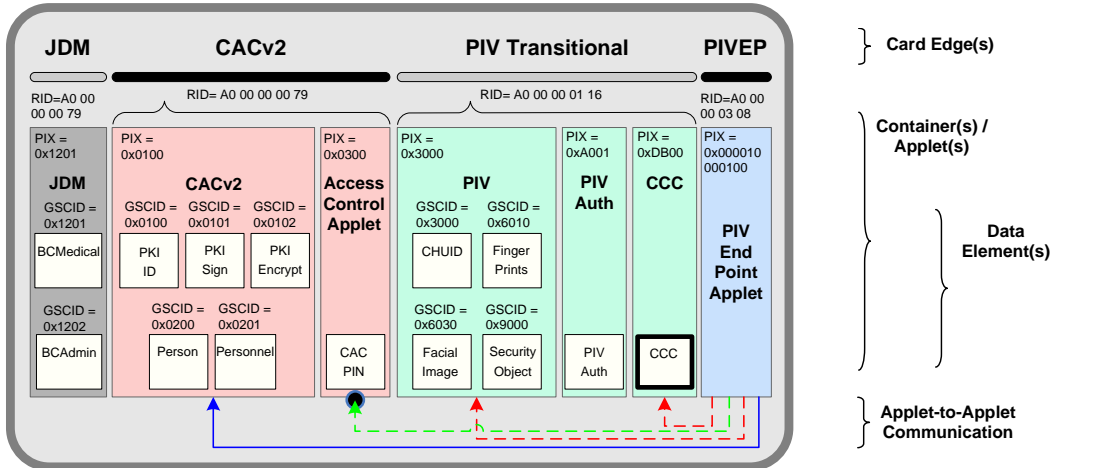 JDM
CACv2
PIV Transitional
PIVEP
Card Edge(s)
RID=A0 00
00 00 79
RID= A0 00 00 00 79
RID= A0 00 00 01 16
RID=A0 00
00 03 08
PIX =
0x1201
JDM
GSCID =
0x1201
BCMedical
GSCID =
0x1202
BCAdmin
PIX =
0x0100
CACv2
GSCID =
0x0100
PKI
ID
GSCID =
0x0101
PKI
Sign
GSCID =
0x0102
PKI
Encrypt
GSCID =
0x0200
Person
GSCID =
0x0201
Personnel
PIX =
0x0300
Access
Control
Applet
CAC
PIN
PIX =
0x3000
PIV
GSCID =
0x3000
CHUID
GSCID =
0x6010
Finger
Prints
GSCID =
0x6030
Facial
Image
GSCID =
0x9000
Security
Object
PIX =
0xA001
PIV
Auth
PIV
Auth
PIX =
0xDB00
CCC
CCC
PIX =
0x000010
000100
PIV
End
Point
Applet
Container(s) /
Applet(s)
Data
Element(s)
Applet-to-Applet
Communication